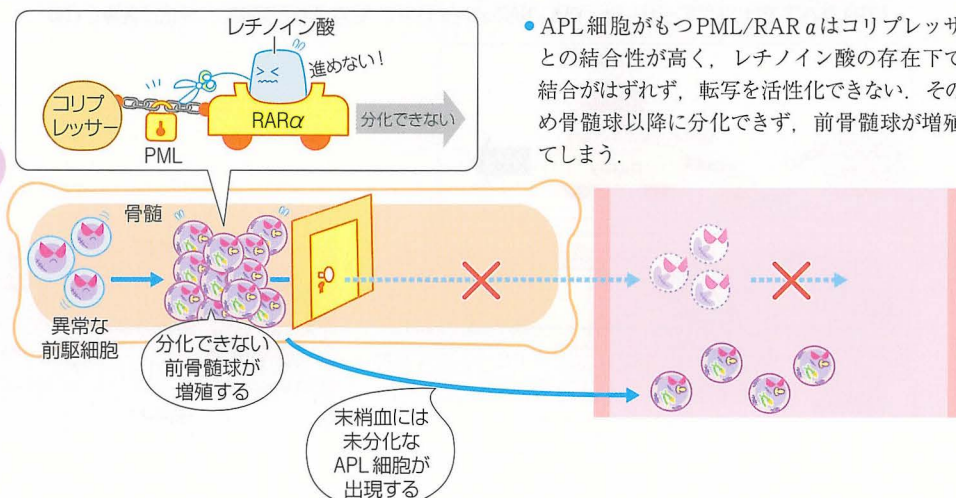 レチノイン酸
進めない!
コリプ
レッサー
RARα
PML
分化できない
• APL細胞がもつPML/RARαはコリプレッサ
との結合性が高く，レチノイン酸の存在下で
結合がはずれず，転写を活性化できない．その
め骨髄球以降に分化できず，前骨髄球が増殖
てしまう．
骨髄
異常な
前駆細胞
分化できない
前骨髄球が
増殖する
末梢血には
未分化な
APL細胞が
出現する